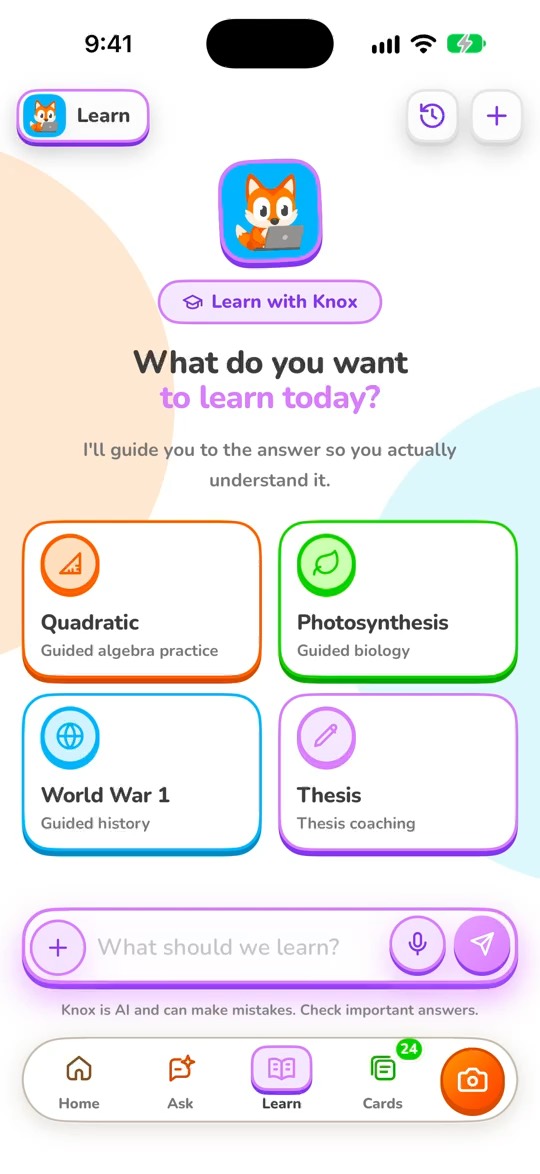 9:41
Learn
Learn with Knox
What do you want
to learn today?
I'll guide you to the answer so you actually
understand it.
Quadratic
Guided algebra practice
Photosynthesis
Guided biology
World War 1
Guided history
Thesis
Thesis coaching
What should we learn?
Knox is AI and can make mistakes. Check important answers.
24
Home
Ask
Learn
Cards